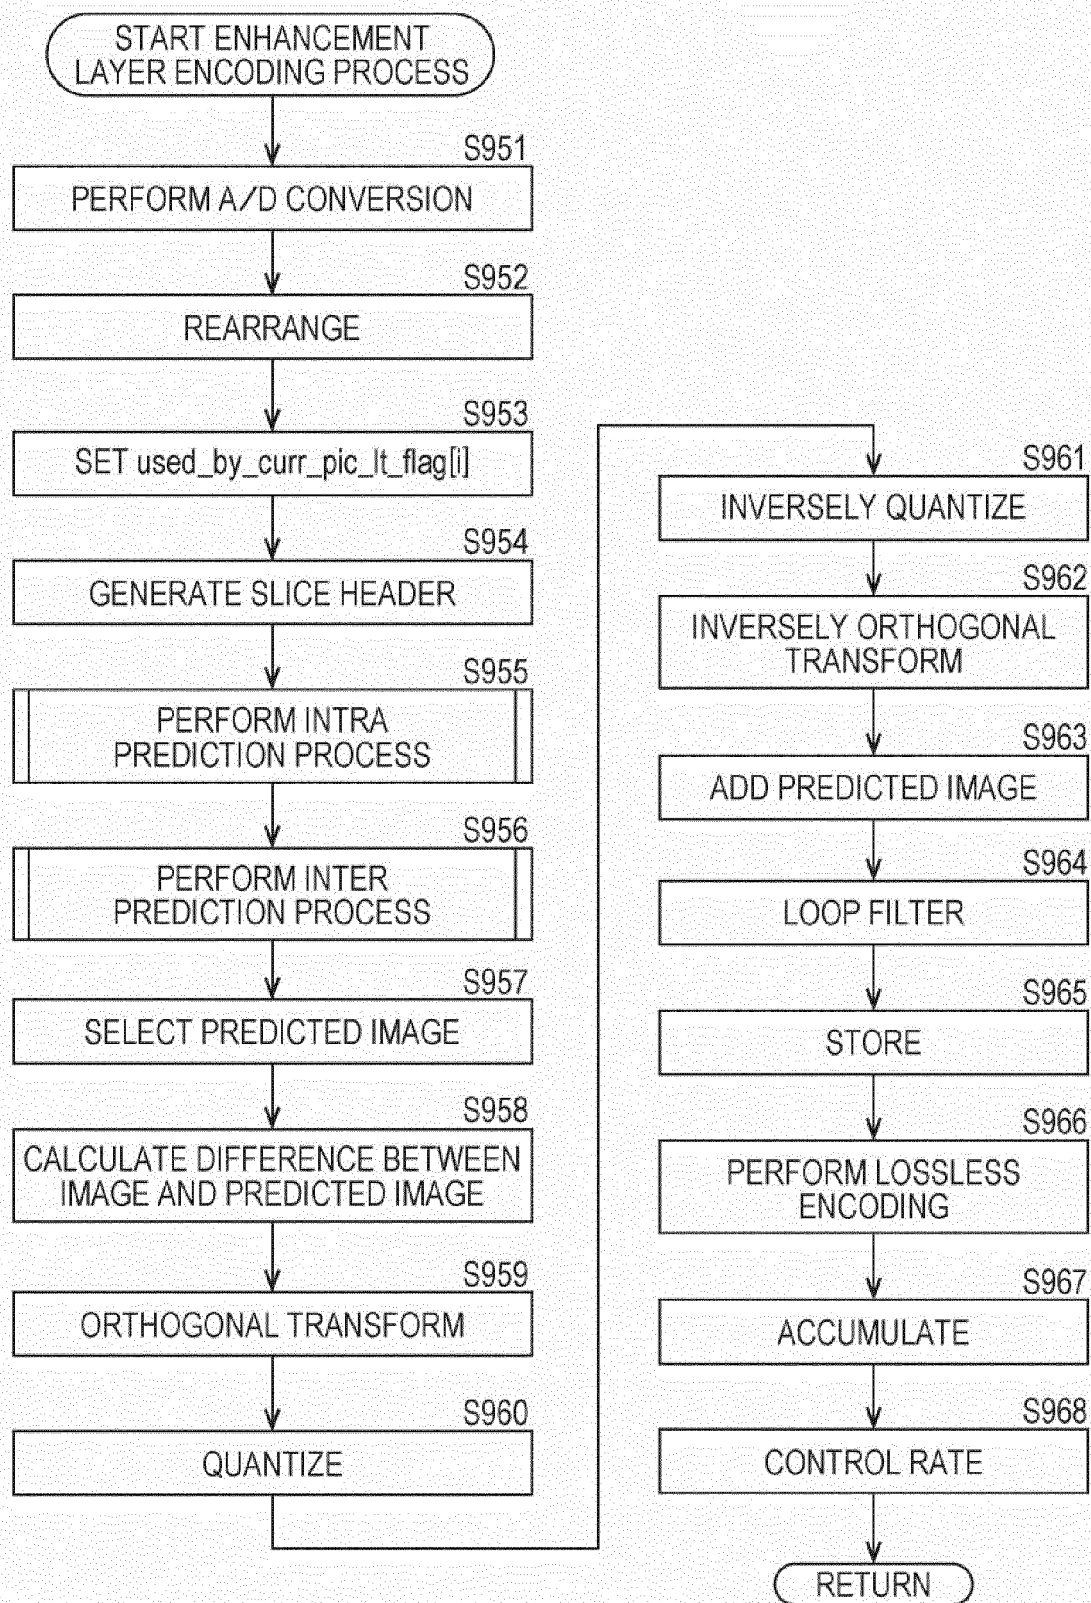 START ENHANCEMENT
LAYER ENCODING PROCESS
S951
PERFORM A/D CONVERSION
S952
REARRANGE
S953
SET used_by_curr_pic_lt_flag[i]
S954
GENERATE SLICE HEADER
S955
PERFORM INTRA
PREDICTION PROCESS
S956
PERFORM INTER
PREDICTION PROCESS
S957
SELECT PREDICTED IMAGE
S958
CALCULATE DIFFERENCE BETWEEN
IMAGE AND PREDICTED IMAGE
S959
ORTHOGONAL TRANSFORM
S960
QUANTIZE
S961
INVERSELY QUANTIZE
S962
INVERSELY ORTHOGONAL
TRANSFORM
S963
ADD PREDICTED IMAGE
S964
LOOP FILTER
S965
STORE
S966
PERFORM LOSSLESS
ENCODING
S967
ACCUMULATE
S968
CONTROL RATE
RETURN